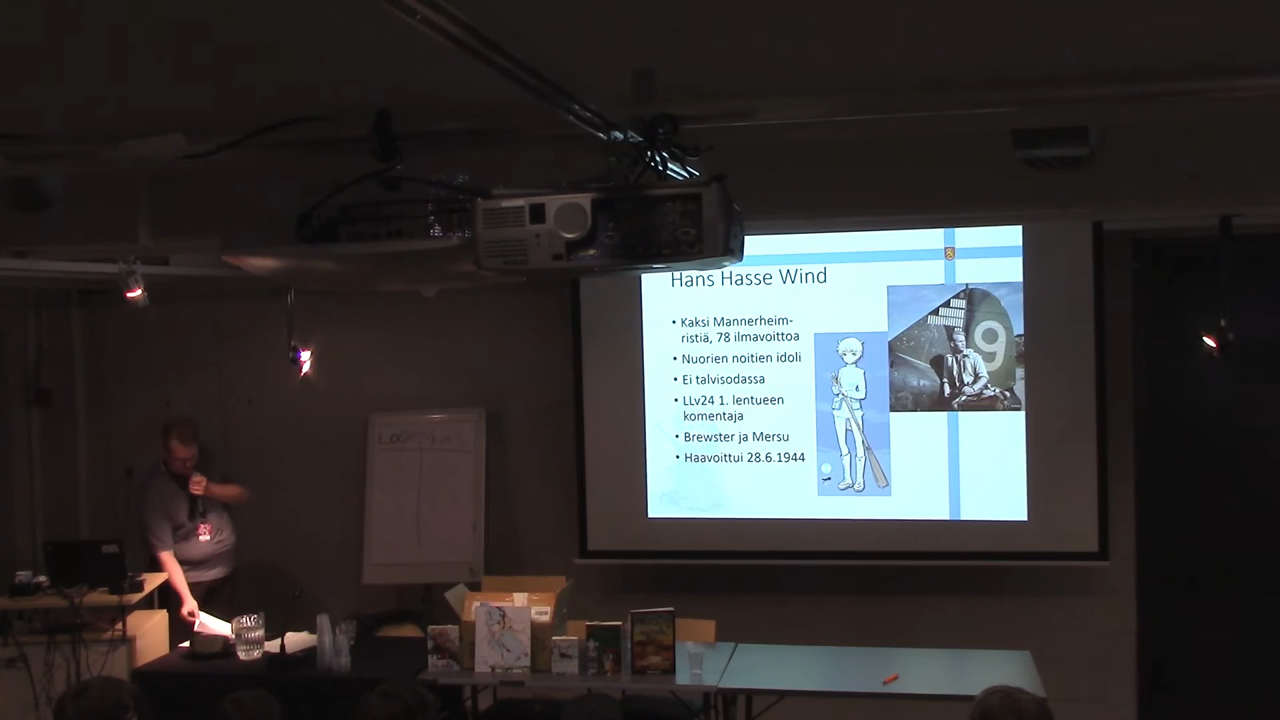 Hans Hasse Wind
• Kaksi Mannerheim-
ristiä, 78 ilmavoittoa
• Nuorien noitien idoli
• Ei talvisodassa
• LLv24 1. lentueen
komentaja
• Brewster ja Mersu
• Haavoittui 28.6.1944
9